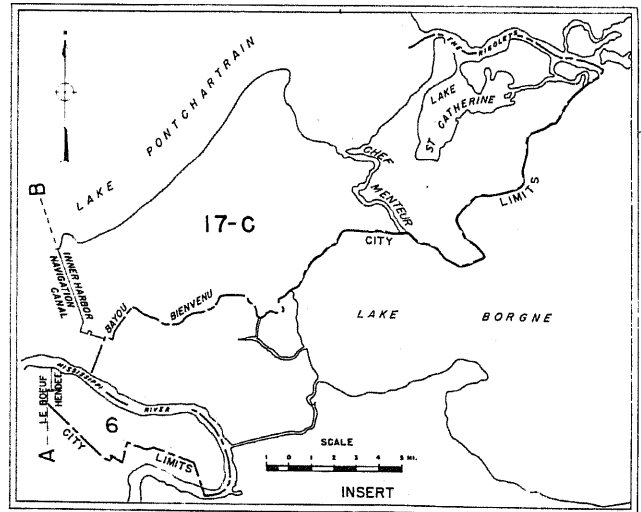 THE RIGOLETS
LAKE
ST CATHERINE
LAKE PONTCHARTRAIN
CHEF
MENTEUR
LIMITS
B
17-C
CITY
INNER HARBOR
NAVIGATION
CANAL
BAYOU BIENVENU
LAKE BORGNE
MISSISSIPPI RIVER
LE BOEUF
HENDEE
6
CITY LIMITS
A
SCALE
1 0 1 2 3 4 5 MI.
INSERT